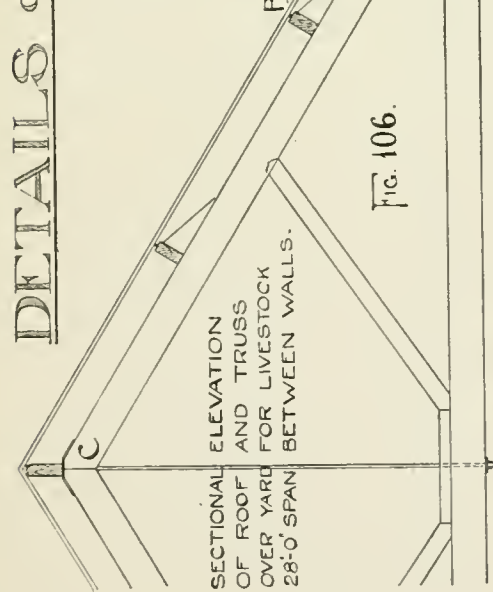 DETAILS
P
C
SECTIONAL ELEVATION
OF ROOF AND TRUSS
OVER YARD FOR LIVESTOCK
28'-0" SPAN BETWEEN WALLS.
FIG. 106.